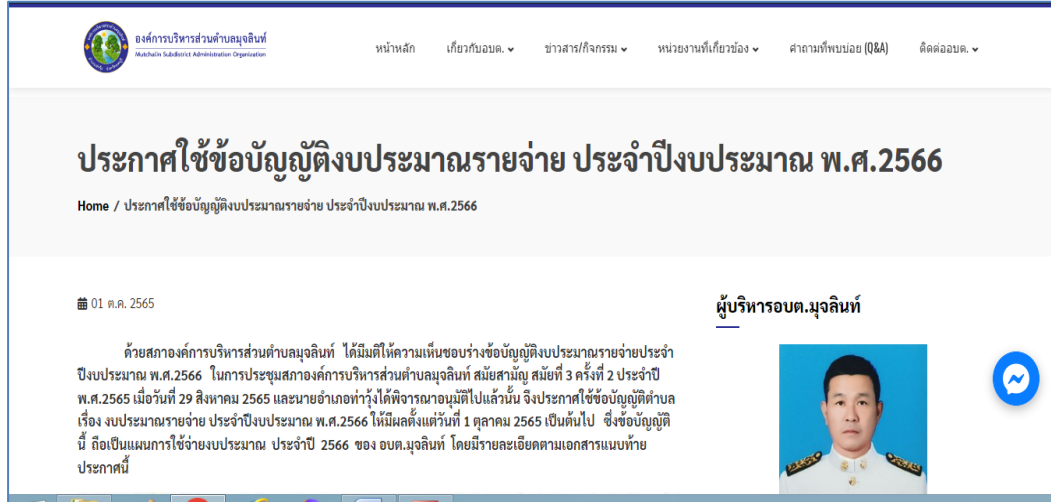 องค์การบริหารส่วนตำบลมุจลินท์
Mutchalin Subdistrict Administration Organization
หน้าหลัก เกี่ยวกับอบต. ข่าวสาร/กิจกรรม หน่วยงานที่เกี่ยวข้อง คำถามที่พบบ่อย (Q&A) ติดต่ออบต.
ประกาศใช้ข้อบัญญัติงบประมาณรายจ่าย ประจำปีงบประมาณ พ.ศ.2566
Home / ประกาศใช้ข้อบัญญัติงบประมาณรายจ่าย ประจำปีงบประมาณ พ.ศ.2566
01 ต.ค. 2565
ผู้บริหารอบต.มุจลินท์
ด้วยสภาองค์การบริหารส่วนตำบลมุจลินท์ ได้มีมติให้ความเห็นชอบร่างข้อบัญญัติงบประมาณรายจ่ายประจำ
ปีงบประมาณ พ.ศ.2566 ในการประชุมสภาองค์การบริหารส่วนตำบลมุจลินท์ สมัยสามัญ สมัยที่ 3 ครั้งที่ 2 ประจำปี
พ.ศ.2565 เมื่อวันที่ 29 สิงหาคม 2565 และนายอำเภอท่าวุ้งได้พิจารณาอนุมัติไปแล้วนั้น จึงประกาศใช้ข้อบัญญัติตำบล
เรื่อง งบประมาณรายจ่าย ประจำปีงบประมาณ พ.ศ.2566 ให้มีผลตั้งแต่วันที่ 1 ตุลาคม 2565 เป็นต้นไป ซึ่งข้อบัญญัติ
นี้ ถือเป็นแผนการใช้จ่ายงบประมาณ ประจำปี 2566 ของ อบต.มุจลินท์ โดยมีรายละเอียดตามเอกสารแนบท้าย
ประกาศนี้